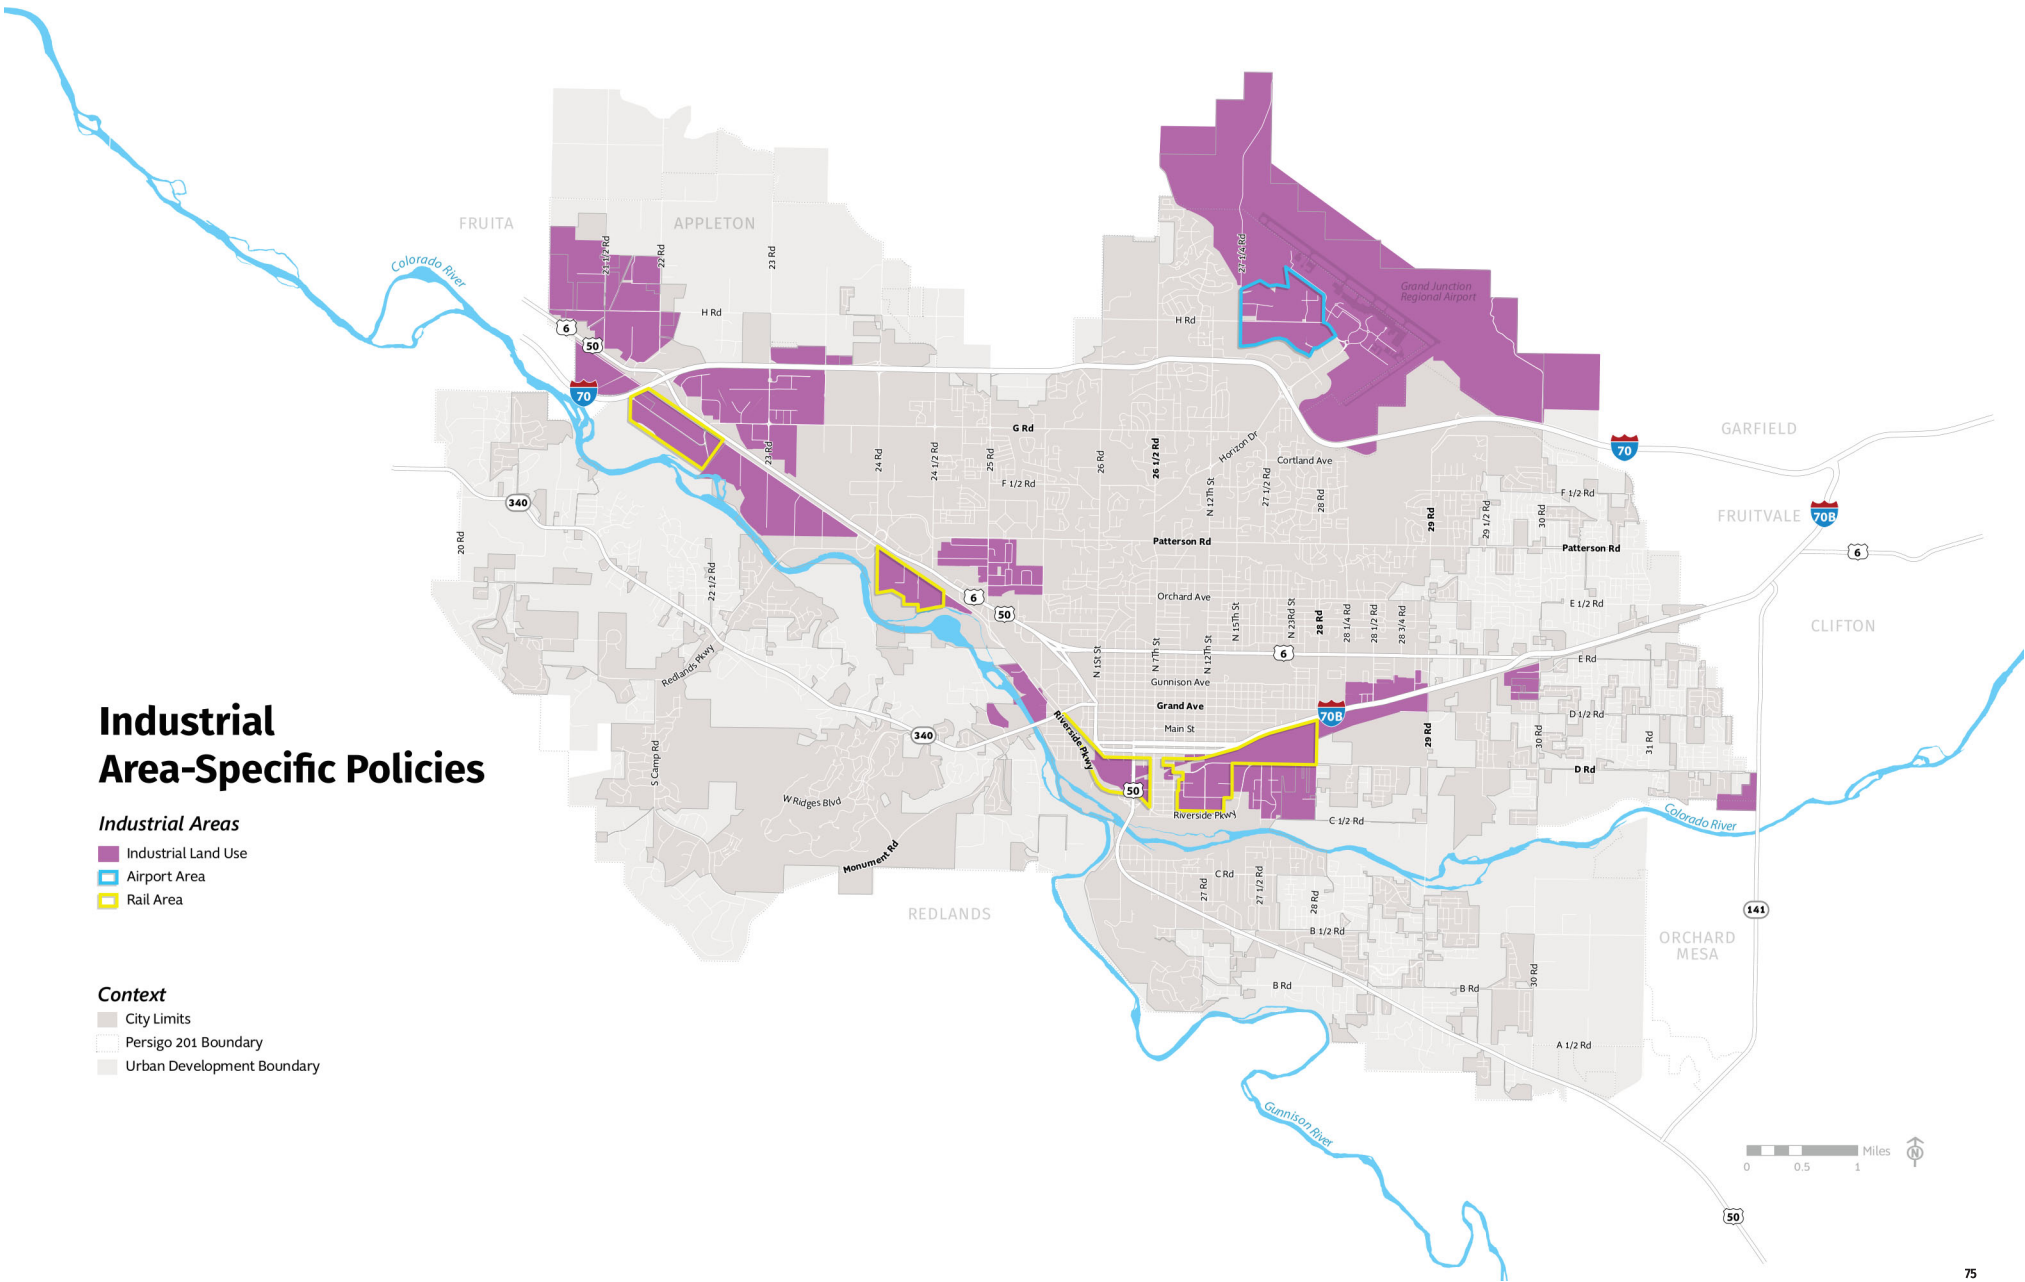 FRUITA
APPLETON
Colorado River
21 1/2 Rd
22 Rd
23 Rd
27 1/4 Rd
Grand Junction
Regional Airport
H Rd
H Rd
6
50
70
GARFIELD
G Rd
70
23 Rd
24 Rd
24 1/2 Rd
25 Rd
26 Rd
26 1/2 Rd
Horizon Dr
Cortland Ave
F 1/2 Rd
N 12Th St
27 1/2 Rd
28 Rd
29 Rd
29 1/2 Rd
30 Rd
F 1/2 Rd
340
FRUITVALE
70B
20 Rd
Patterson Rd
Patterson Rd
6
22 1/2 Rd
6
50
Orchard Ave
E 1/2 Rd
N 15Th St
N 23Rd St
28 Rd
28 1/4 Rd
28 1/2 Rd
28 3/4 Rd
CLIFTON
Redlands Pkwy
N 1St St
N 7Th St
N 12Th St
6
E Rd
Gunnison Ave
Grand Ave
70B
D 1/2 Rd
Main St
Riverside Pkwy
340
29 Rd
30 Rd
31 Rd
Industrial
Area-Specific Policies
S Camp Rd
D Rd
50
W Ridges Blvd
Riverside Pkwy
C 1/2 Rd
Colorado River
Industrial Areas
Industrial Land Use
Airport Area
Rail Area
Monument Rd
C Rd
27 Rd
27 1/2 Rd
28 Rd
REDLANDS
141
B 1/2 Rd
ORCHARD
MESA
30 Rd
B Rd
B Rd
Context
City Limits
Persigo 201 Boundary
Urban Development Boundary
A 1/2 Rd
Gunnison River
Miles
0
0.5
1
N
50
75